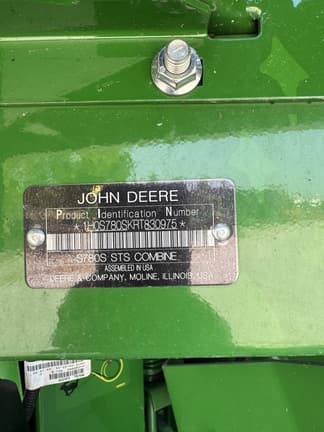 JOHN DEERE
Product Identification Number
*1H0S780SKRT830975*
S780S STS COMBINE
ASSEMBLED IN USA
DEERE & COMPANY, MOLINE, ILLINOIS, USA